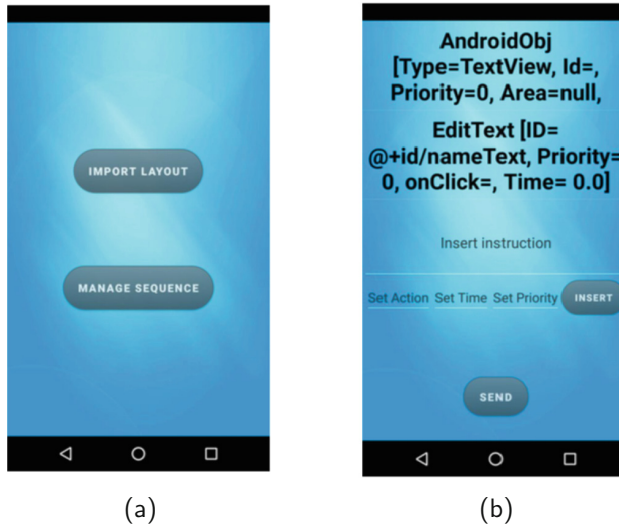 IMPORT LAYOUT
MANAGE SEQUENCE
(a)
AndroidObj
[Type=TextView, Id=,
Priority=0, Area=null,
EditText [ID=
@+id/nameText, Priority=
0, onClick=, Time= 0.0]
Insert instruction
Set Action Set Time Set Priority INSERT
SEND
(b)